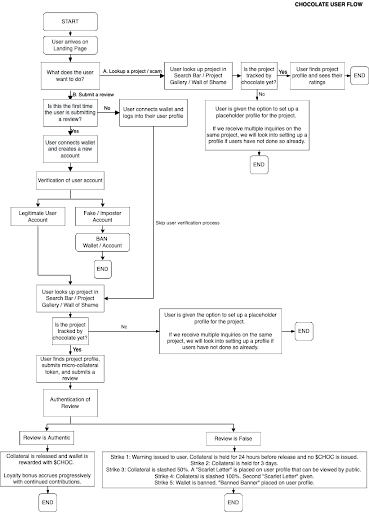 CHOCOLATE USER FLOW
START
User arrives on
Landing Page
What does the user
want to do?
A. Lookup a project / scam
User looks up project in
Search Bar / Project
Gallery / Wall of Shame
Is the project
tracked by
chocolate yet?
Yes
User finds project
profile and sees their
ratings.
END
No
User is given the option to set up a
placeholder profile for the project.
If we receive multiple inquiries on the
same project, we will look into setting up a
profile if users have not done so already.
END
B. Submit a review
Is this the first time
the user is submitting
a review?
No
User connects wallet and
logs into their user profile
Yes
User connects wallet
and creates a new
account
Verification of user account
Legitimate User
Account
Fake / Imposter
Account
BAN
Wallet / Account
END
Skip user verification process
User looks up project in
Search Bar / Project
Gallery / Wall of Shame
Is the project
tracked by
chocolate yet?
No
User is given the option to set up a placeholder
profile for the project.
If we receive multiple inquiries on the same
project, we will look into setting up a profile if
users have not done so already.
END
Yes
User finds project profile,
submits micro-collateral
token, and submits a
review
Authentication of
Review
Review is Authentic
Review is False
Collateral is released and wallet is
rewarded with $CHOC.
Loyalty bonus accrues progressively
with continued contributions.
Strike 1: Warning issued to user. Collateral is held for 24 hours before release and no $CHOC is issued.
Strike 2: Collateral is held for 3 days.
Strike 3: Collateral is slashed 50%. A "Scarlet Letter" is placed on user profile that can be viewed by public.
Strike 4: Collateral is slashed 100%. Second "Scarlet Letter" given.
Strike 5: Wallet is banned. "Banned Banner" placed on user profile.
END
END